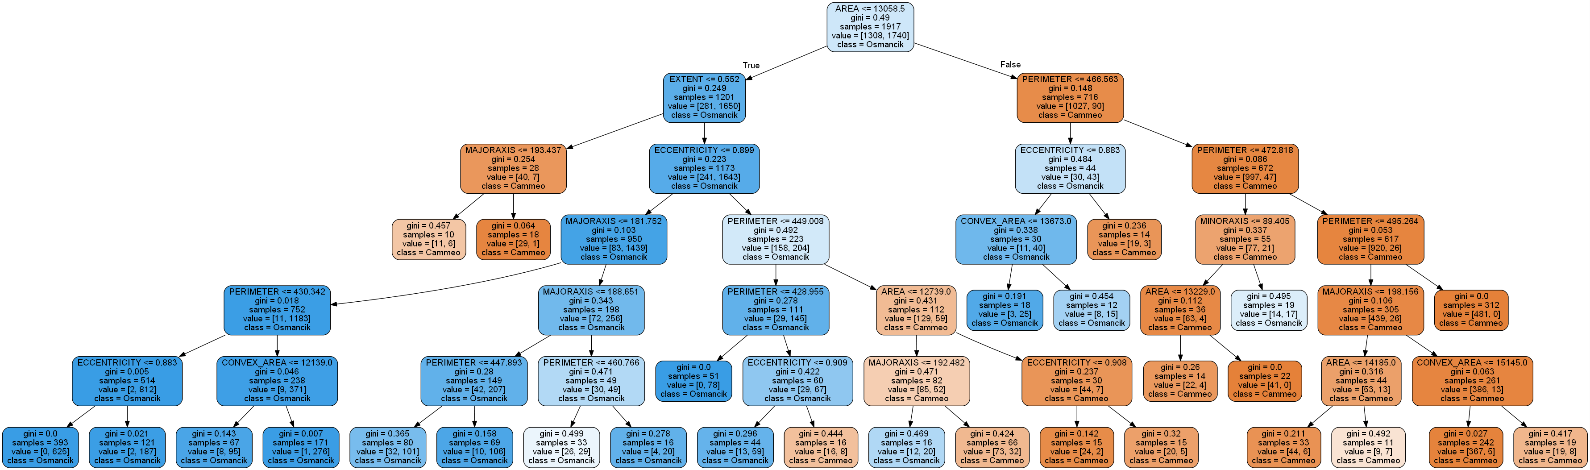 AREA <= 13058.5
gini = 0.49
samples = 1917
value = [1308, 1740]
class = Osmancik
True
False
EXTENT <= 0.552
gini = 0.249
samples = 1201
value = [281, 1650]
class = Osmancik
PERIMETER <= 466.563
gini = 0.148
samples = 716
value = [1027, 90]
class = Cammeo
MAJORAXIS <= 193.437
gini = 0.254
samples = 28
value = [40, 7]
class = Cammeo
ECCENTRICITY <= 0.899
gini = 0.223
samples = 1173
value = [241, 1643]
class = Osmancik
ECCENTRICITY <= 0.883
gini = 0.484
samples = 44
value = [30, 43]
class = Osmancik
PERIMETER <= 472.818
gini = 0.086
samples = 672
value = [997, 47]
class = Cammeo
gini = 0.457
samples = 10
value = [11, 6]
class = Cammeo
gini = 0.064
samples = 18
value = [29, 1]
class = Cammeo
MAJORAXIS <= 181.752
gini = 0.103
samples = 950
value = [83, 1439]
class = Osmancik
PERIMETER <= 449.008
gini = 0.492
samples = 223
value = [158, 204]
class = Osmancik
CONVEX_AREA <= 13673.0
gini = 0.338
samples = 30
value = [11, 40]
class = Osmancik
gini = 0.236
samples = 14
value = [19, 3]
class = Cammeo
MINORAXIS <= 89.405
gini = 0.337
samples = 55
value = [77, 21]
class = Cammeo
PERIMETER <= 495.264
gini = 0.053
samples = 617
value = [920, 26]
class = Cammeo
PERIMETER <= 430.342
gini = 0.018
samples = 752
value = [11, 1183]
class = Osmancik
MAJORAXIS <= 188.651
gini = 0.343
samples = 198
value = [72, 256]
class = Osmancik
PERIMETER <= 428.955
gini = 0.278
samples = 111
value = [29, 145]
class = Osmancik
AREA <= 12739.0
gini = 0.431
samples = 112
value = [129, 59]
class = Cammeo
gini = 0.191
samples = 18
value = [3, 25]
class = Osmancik
gini = 0.454
samples = 12
value = [8, 15]
class = Osmancik
AREA <= 13229.0
gini = 0.112
samples = 36
value = [63, 4]
class = Cammeo
gini = 0.495
samples = 19
value = [14, 17]
class = Osmancik
MAJORAXIS <= 198.156
gini = 0.106
samples = 305
value = [439, 26]
class = Cammeo
gini = 0.0
samples = 312
value = [481, 0]
class = Cammeo
ECCENTRICITY <= 0.883
gini = 0.005
samples = 514
value = [2, 812]
class = Osmancik
CONVEX_AREA <= 12139.0
gini = 0.046
samples = 238
value = [9, 371]
class = Osmancik
PERIMETER <= 447.893
gini = 0.28
samples = 149
value = [42, 207]
class = Osmancik
PERIMETER <= 460.766
gini = 0.471
samples = 49
value = [30, 49]
class = Osmancik
gini = 0.0
samples = 51
value = [0, 78]
class = Osmancik
ECCENTRICITY <= 0.909
gini = 0.422
samples = 60
value = [29, 67]
class = Osmancik
MAJORAXIS <= 192.482
gini = 0.471
samples = 82
value = [85, 52]
class = Cammeo
ECCENTRICITY <= 0.908
gini = 0.237
samples = 30
value = [44, 7]
class = Cammeo
gini = 0.26
samples = 14
value = [22, 4]
class = Cammeo
gini = 0.0
samples = 22
value = [41, 0]
class = Cammeo
AREA <= 14185.0
gini = 0.316
samples = 44
value = [53, 13]
class = Cammeo
CONVEX_AREA <= 15145.0
gini = 0.063
samples = 261
value = [386, 13]
class = Cammeo
gini = 0.0
samples = 393
value = [0, 625]
class = Osmancik
gini = 0.021
samples = 121
value = [2, 187]
class = Osmancik
gini = 0.143
samples = 67
value = [8, 95]
class = Osmancik
gini = 0.007
samples = 171
value = [1, 276]
class = Osmancik
gini = 0.365
samples = 80
value = [32, 101]
class = Osmancik
gini = 0.158
samples = 69
value = [10, 106]
class = Osmancik
gini = 0.499
samples = 33
value = [26, 29]
class = Osmancik
gini = 0.278
samples = 16
value = [4, 20]
class = Osmancik
gini = 0.296
samples = 44
value = [13, 59]
class = Osmancik
gini = 0.444
samples = 16
value = [16, 8]
class = Cammeo
gini = 0.469
samples = 16
value = [12, 20]
class = Osmancik
gini = 0.424
samples = 66
value = [73, 32]
class = Cammeo
gini = 0.142
samples = 15
value = [24, 2]
class = Cammeo
gini = 0.32
samples = 15
value = [20, 5]
class = Cammeo
gini = 0.211
samples = 33
value = [44, 6]
class = Cammeo
gini = 0.492
samples = 11
value = [9, 7]
class = Cammeo
gini = 0.027
samples = 242
value = [367, 5]
class = Cammeo
gini = 0.417
samples = 19
value = [19, 8]
class = Cammeo